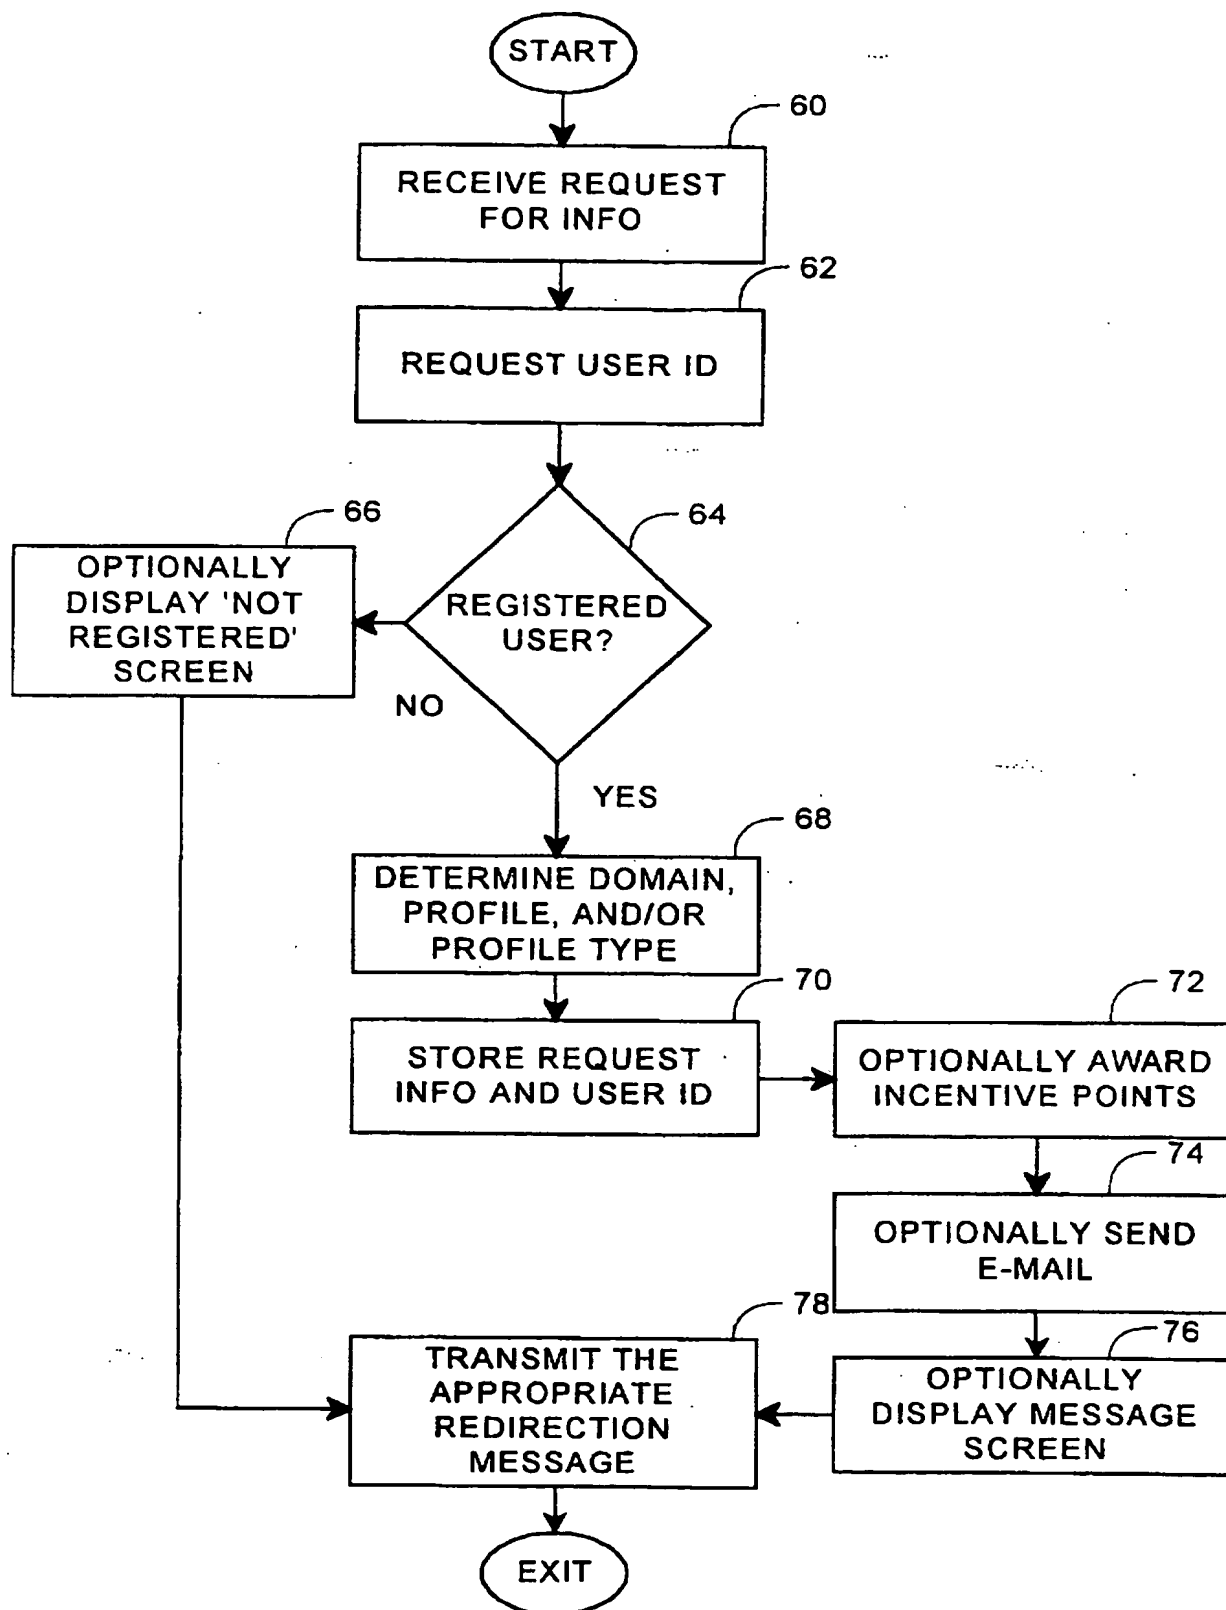 START
60
RECEIVE REQUEST
FOR INFO
62
REQUEST USER ID
64
REGISTERED
USER?
66
OPTIONALLY
DISPLAY 'NOT
REGISTERED'
SCREEN
NO
YES
68
DETERMINE DOMAIN,
PROFILE, AND/OR
PROFILE TYPE
70
STORE REQUEST
INFO AND USER ID
72
OPTIONALLY AWARD
INCENTIVE POINTS
74
OPTIONALLY SEND
E-MAIL
76
OPTIONALLY
DISPLAY MESSAGE
SCREEN
78
TRANSMIT THE
APPROPRIATE
REDIRECTION
MESSAGE
EXIT